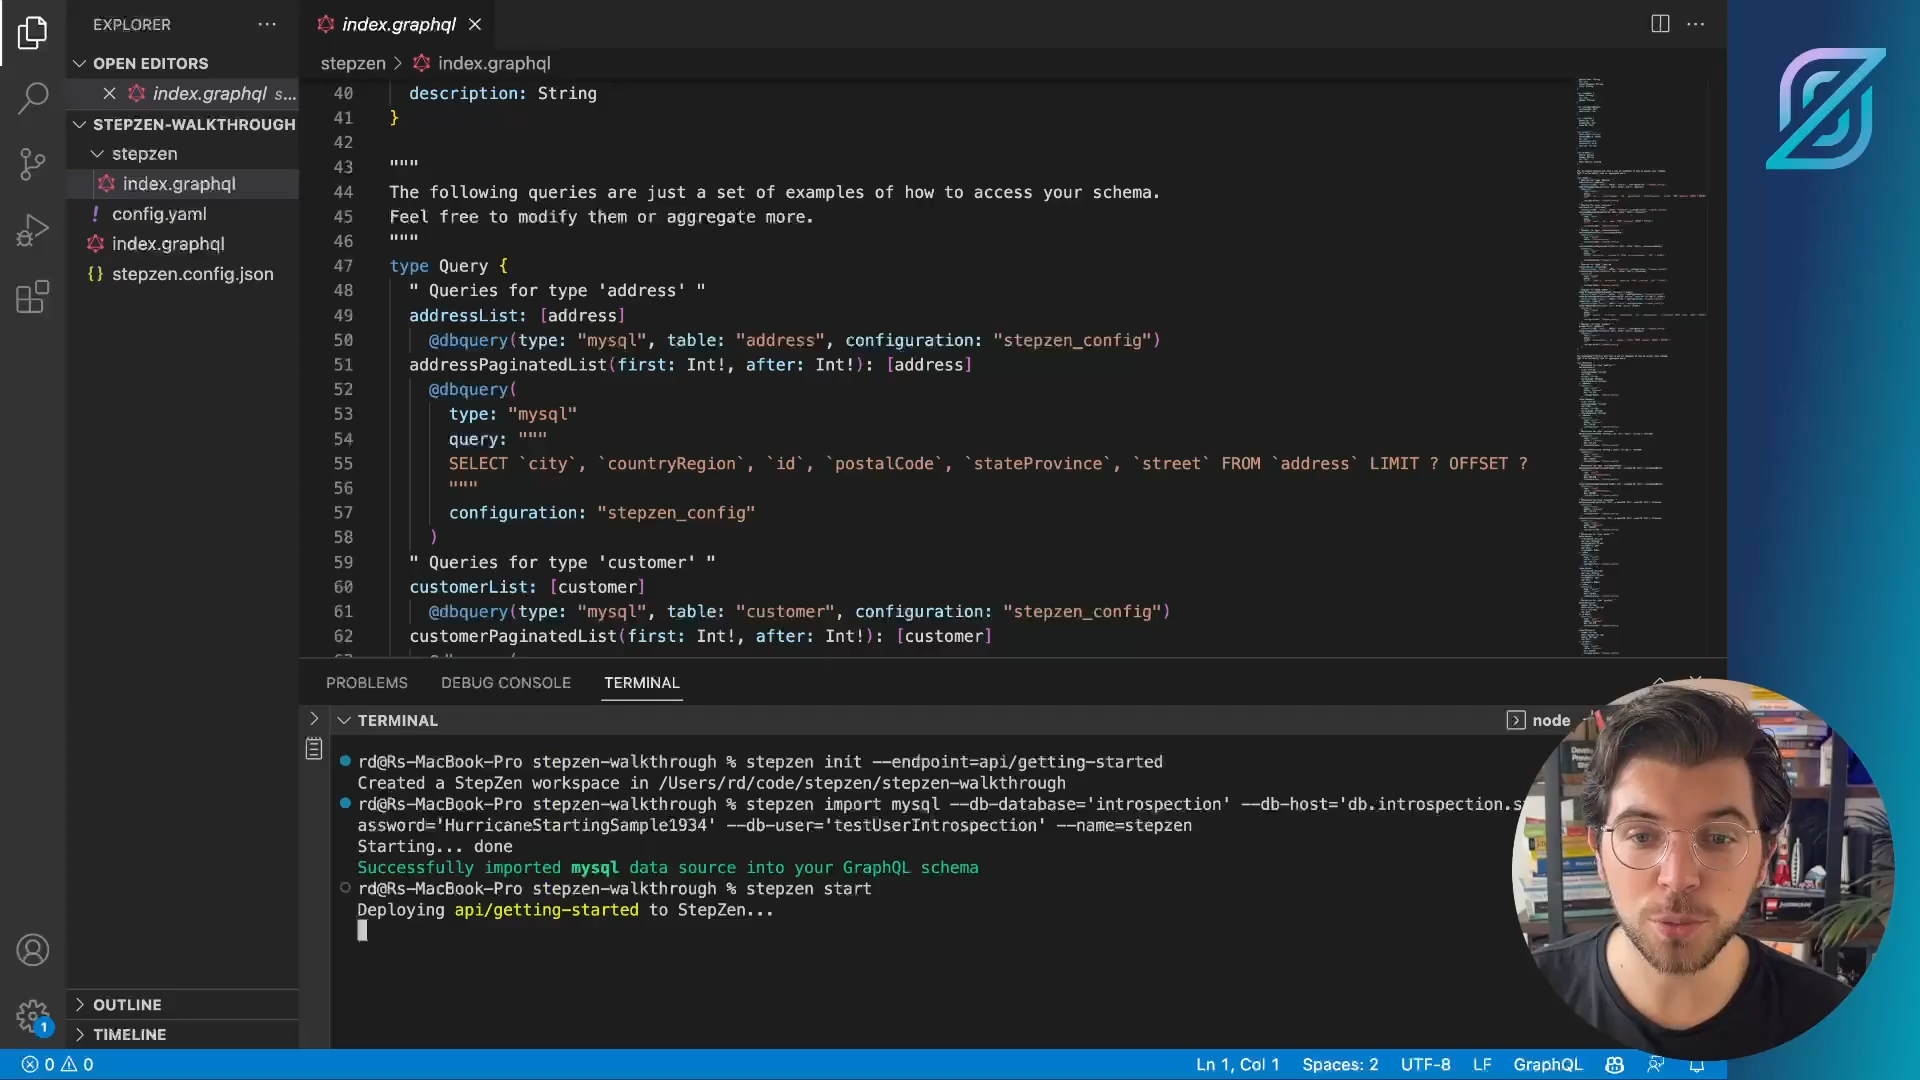 EXPLORER
OPEN EDITORS
index.graphql s...
STEPZEN-WALKTHROUGH
stepzen
index.graphql
config.yaml
index.graphql
stepzen.config.json
OUTLINE
TIMELINE
1
index.graphql
stepzen > index.graphql
40 description: String
41 }
42
43 """
44 The following queries are just a set of examples of how to access your schema.
45 Feel free to modify them or aggregate more.
46 """
47 type Query {
48 " Queries for type 'address' "
49 addressList: [address]
50 @dbquery(type: "mysql", table: "address", configuration: "stepzen_config")
51 addressPaginatedList(first: Int!, after: Int!): [address]
52 @dbquery(
53 type: "mysql"
54 query: """
55 SELECT `city`, `countryRegion`, `id`, `postalCode`, `stateProvince`, `street` FROM `address` LIMIT ? OFFSET ?
56 """
57 configuration: "stepzen_config"
58 )
59 " Queries for type 'customer' "
60 customerList: [customer]
61 @dbquery(type: "mysql", table: "customer", configuration: "stepzen_config")
62 customerPaginatedList(first: Int!, after: Int!): [customer]
PROBLEMS DEBUG CONSOLE TERMINAL
TERMINAL
node
rd@Rs-MacBook-Pro stepzen-walkthrough % stepzen init --endpoint=api/getting-started
Created a StepZen workspace in /Users/rd/code/stepzen/stepzen-walkthrough
rd@Rs-MacBook-Pro stepzen-walkthrough % stepzen import mysql --db-database='introspection' --db-host='db.introspection.s
assword='HurricaneStartingSample1934' --db-user='testUserIntrospection' --name=stepzen
Starting... done
Successfully imported mysql data source into your GraphQL schema
rd@Rs-MacBook-Pro stepzen-walkthrough % stepzen start
Deploying api/getting-started to StepZen...
0 0
Ln 1, Col 1 Spaces: 2 UTF-8 LF GraphQL